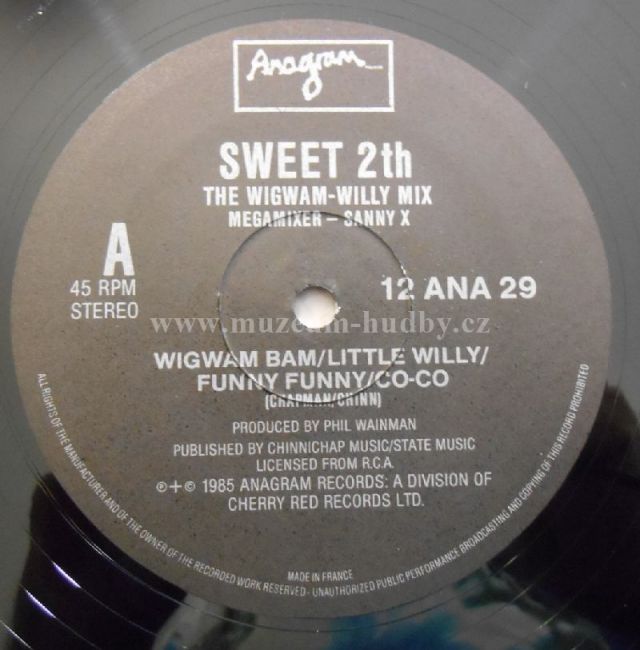 Anagram
SWEET 2th
THE WIGWAM-WILLY MIX
MEGAMIXER – SANNY X
A
45 RPM
STEREO
12 ANA 29
www.muzeum-hudby.cz
WIGWAM BAM/LITTLE WILLY/
FUNNY FUNNY/CO-CO
(CHAPMAN/CHINN)
PRODUCED BY PHIL WAINMAN
PUBLISHED BY CHINNICHAP MUSIC/STATE MUSIC
LICENSED FROM R.C.A.
℗+© 1985 ANAGRAM RECORDS: A DIVISION OF
CHERRY RED RECORDS LTD.
MADE IN FRANCE
ALL RIGHTS OF THE MANUFACTURER AND OF THE OWNER OF THE RECORDED WORK RESERVED - UNAUTHORIZED PUBLIC PERFORMANCE BROADCASTING AND COPYING OF THIS RECORD PROHIBITED